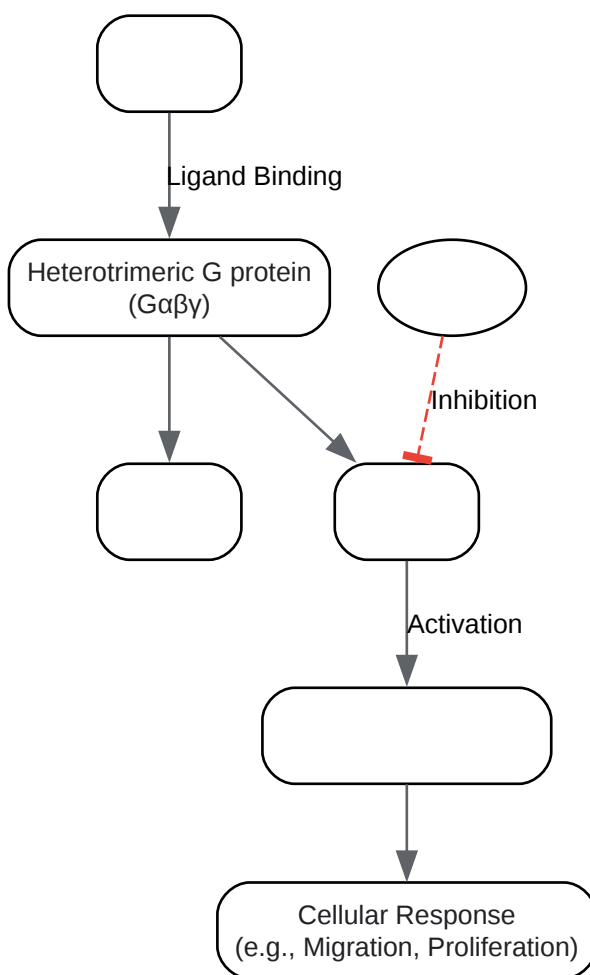 Ligand Binding
Heterotrimeric G protein
(Gαβγ)
Inhibition
Activation
Cellular Response
(e.g., Migration, Proliferation)